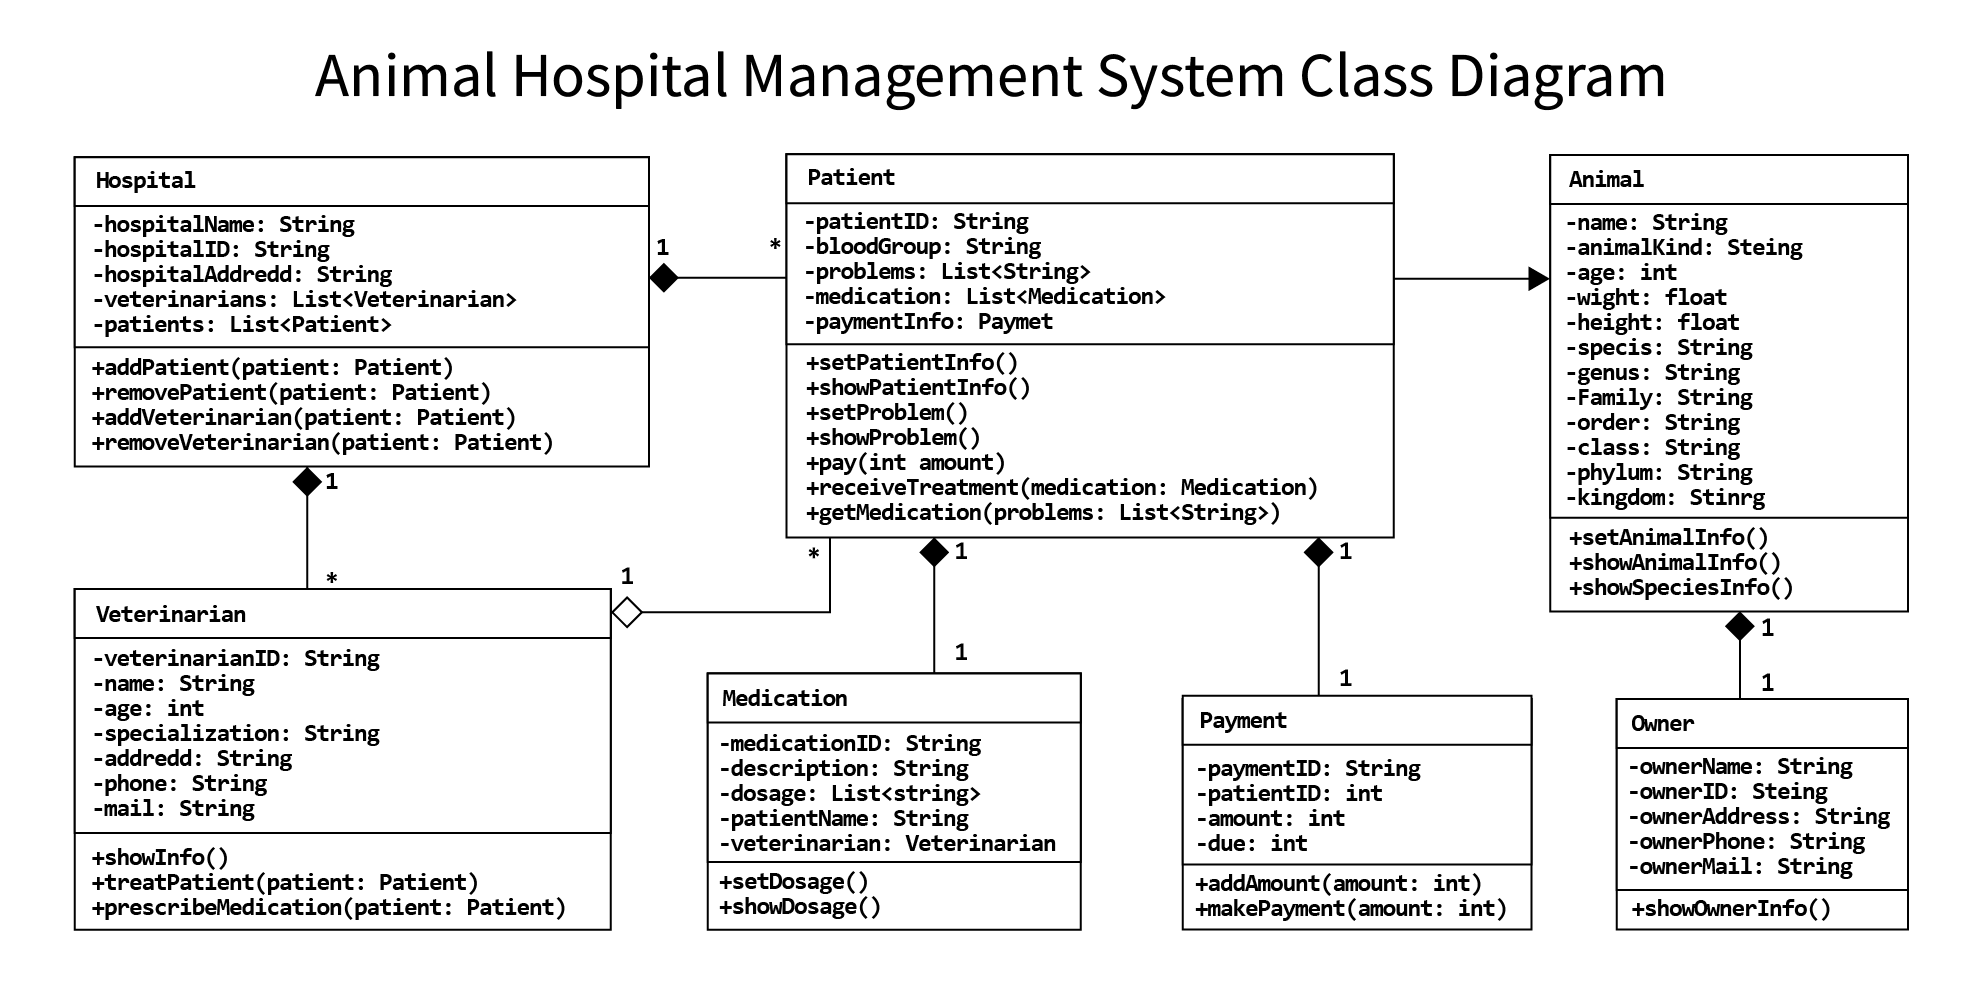 Animal Hospital Management System Class Diagram
Hospital
-hospitalName: String
-hospitalID: String
-hospitalAddredd: String
-veterinarians: List<Veterinarian>
-patients: List<Patient>
+addPatient(patient: Patient)
+removePatient(patient: Patient)
+addVeterinarian(patient: Patient)
+removeVeterinarian(patient: Patient)
1
*
Patient
-patientID: String
-bloodGroup: String
-problems: List<String>
-medication: List<Medication>
-paymentInfo: Paymet
+setPatientInfo()
+showPatientInfo()
+setProblem()
+showProblem()
+pay(int amount)
+receiveTreatment(medication: Medication)
+getMedication(problems: List<String>)
Animal
-name: String
-animalKind: Steing
-age: int
-wight: float
-height: float
-specis: String
-genus: String
-Family: String
-order: String
-class: String
-phylum: String
-kingdom: Stinrg
+setAnimalInfo()
+showAnimalInfo()
+showSpeciesInfo()
1
*
1
*
1
1
1
1
1
1
Veterinarian
-veterinarianID: String
-name: String
-age: int
-specialization: String
-addredd: String
-phone: String
-mail: String
+showInfo()
+treatPatient(patient: Patient)
+prescribeMedication(patient: Patient)
Medication
-medicationID: String
-description: String
-dosage: List<string>
-patientName: String
-veterinarian: Veterinarian
+setDosage()
+showDosage()
Payment
-paymentID: String
-patientID: int
-amount: int
-due: int
+addAmount(amount: int)
+makePayment(amount: int)
Owner
-ownerName: String
-ownerID: Steing
-ownerAddress: String
-ownerPhone: String
-ownerMail: String
+showOwnerInfo()